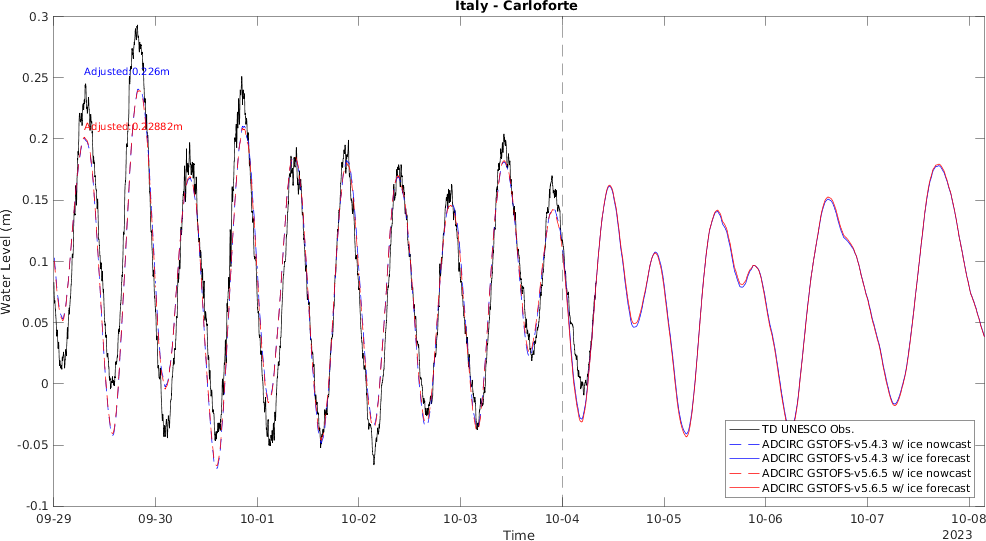 Italy - Carloforte
Water Level (m)
0.3
0.25
0.2
0.15
0.1
0.05
0
-0.05
-0.1
Adjusted:0.226m
Adjusted:0.22882m
TD UNESCO Obs.
ADCIRC GSTOFS-v5.4.3 w/ ice nowcast
ADCIRC GSTOFS-v5.4.3 w/ ice forecast
ADCIRC GSTOFS-v5.6.5 w/ ice nowcast
ADCIRC GSTOFS-v5.6.5 w/ ice forecast
09-29 09-30 10-01 10-02 10-03 10-04 10-05 10-06 10-07 10-08
Time
2023